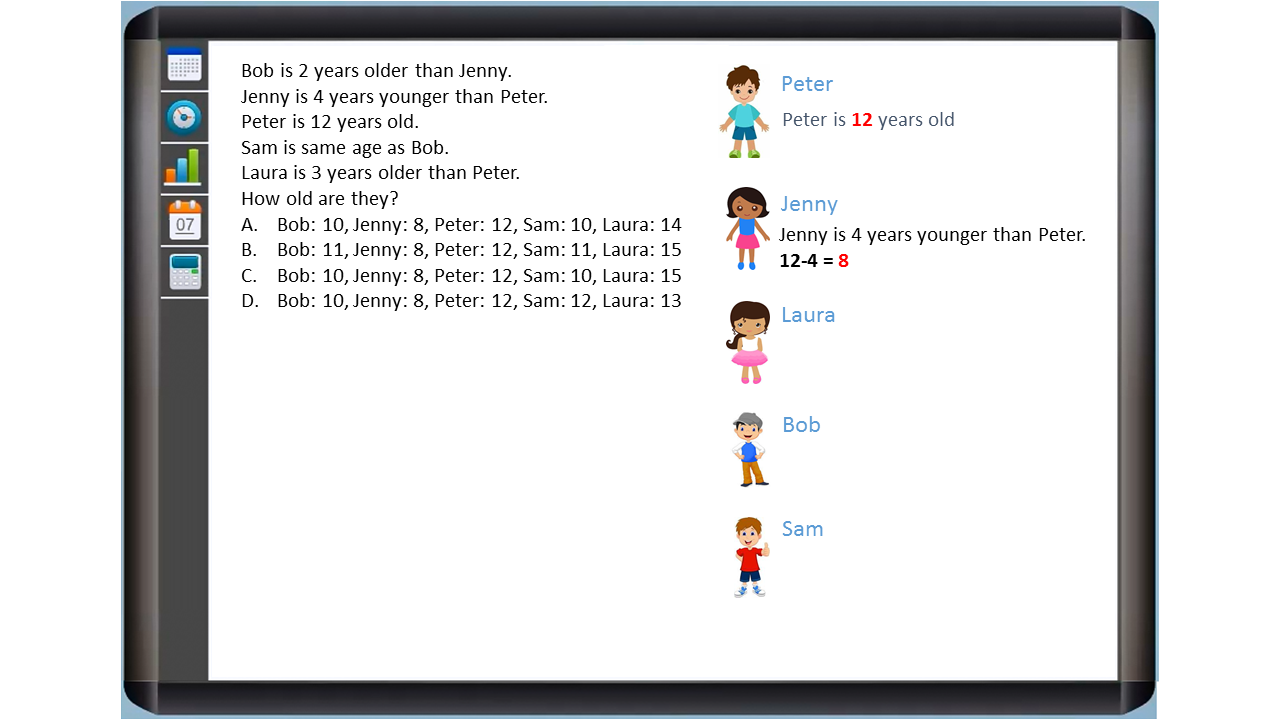 Bob is 2 years older than Jenny.
Jenny is 4 years younger than Peter.
Peter is 12 years old.
Sam is same age as Bob.
Laura is 3 years older than Peter.
How old are they?
A. Bob: 10, Jenny: 8, Peter: 12, Sam: 10, Laura: 14
B. Bob: 11, Jenny: 8, Peter: 12, Sam: 11, Laura: 15
C. Bob: 10, Jenny: 8, Peter: 12, Sam: 10, Laura: 15
D. Bob: 10, Jenny: 8, Peter: 12, Sam: 12, Laura: 13
Peter
Peter is 12 years old
Jenny
Jenny is 4 years younger than Peter.
12-4 = 8
Laura
Bob
Sam
07